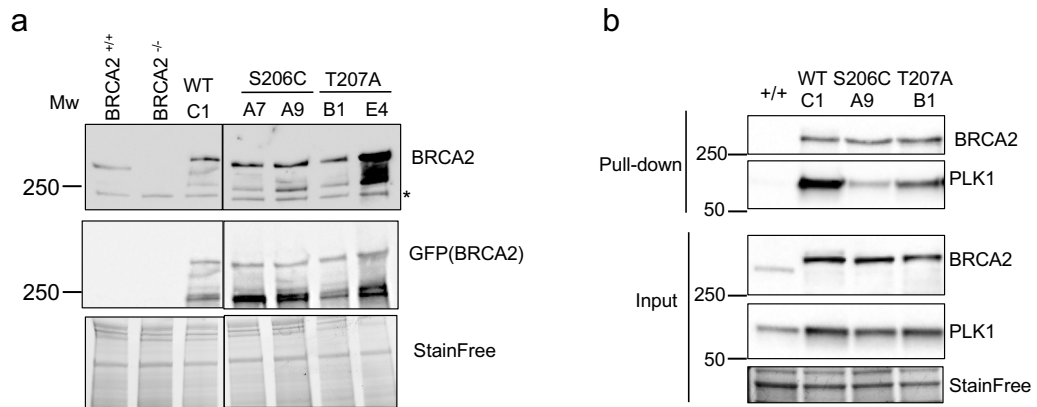 a
BRCA2 +/+
BRCA2 -/-
WT
S206C
T207A
Mw
C1
A7
A9
B1
E4
BRCA2
250
*
GFP(BRCA2)
250
StainFree
b
+/+
WT S206C T207A
C1 A9 B1
Pull-down
BRCA2
250
PLK1
50
Input
BRCA2
250
PLK1
50
StainFree